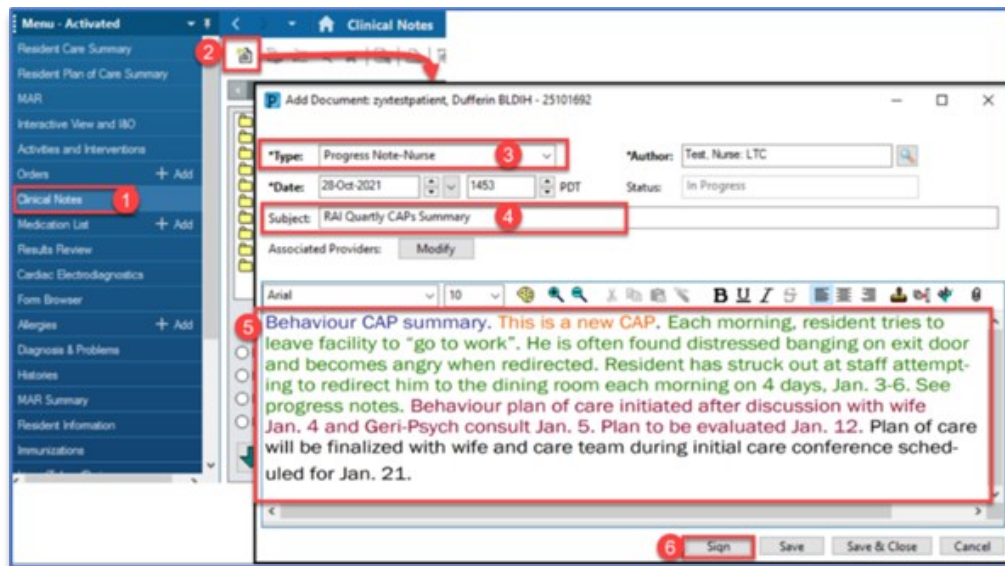 Menu - Activated
Clinical Notes
Resident Care Summary
2
Resident Plan of Care Summary
MAR
Add Document: zyxtestpatient, Dufferin BLDIH - 25101692
Interactive View and I&O
Activities and Interventions
*Type: Progress Note-Nurse 3 *Author: Test, Nurse: LTC
Orders + Add
*Date: 28-Oct-2021 1453 PDT Status: In Progress
Clinical Notes 1
Subject: RAI Quartly CAPs Summary 4
Medication List + Add
Results Review
Associated Providers: Modify
Cardiac Electrodiagnostics
Form Browser
Arial 10 B U I S
Allergies + Add
Diagnosis & Problems
Histories
MAR Summary
Resident Information
Immunizations
5
Behaviour CAP summary. This is a new CAP. Each morning, resident tries to
leave facility to “go to work”. He is often found distressed banging on exit door
and becomes angry when redirected. Resident has struck out at staff attempt-
ing to redirect him to the dining room each morning on 4 days, Jan. 3-6. See
progress notes. Behaviour plan of care initiated after discussion with wife
Jan. 4 and Geri-Psych consult Jan. 5. Plan to be evaluated Jan. 12. Plan of care
will be finalized with wife and care team during initial care conference sched-
uled for Jan. 21.
6 Sign Save Save & Close Cancel